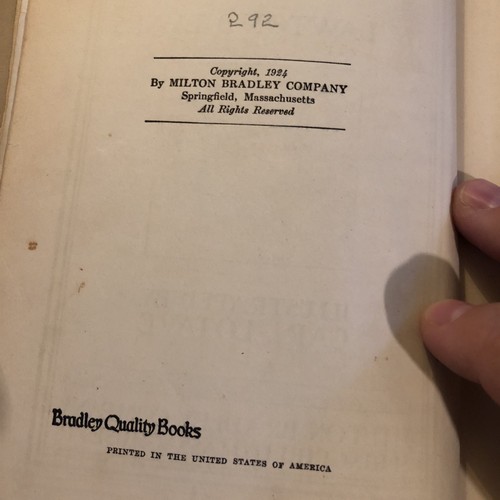 292
Copyright, 1924
By MILTON BRADLEY COMPANY
Springfield, Massachusetts
All Rights Reserved
Bradley Quality Books
PRINTED IN THE UNITED STATES OF AMERICA